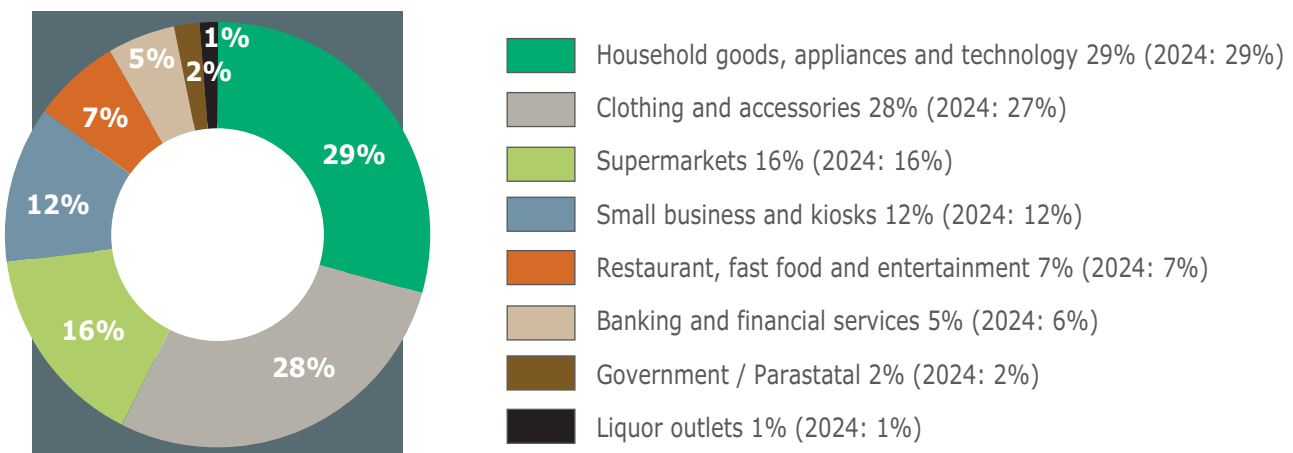 1%
5%
2%
7%
29%
12%
16%
28%
Household goods, appliances and technology 29% (2024: 29%)
Clothing and accessories 28% (2024: 27%)
Supermarkets 16% (2024: 16%)
Small business and kiosks 12% (2024: 12%)
Restaurant, fast food and entertainment 7% (2024: 7%)
Banking and financial services 5% (2024: 6%)
Government / Parastatal 2% (2024: 2%)
Liquor outlets 1% (2024: 1%)